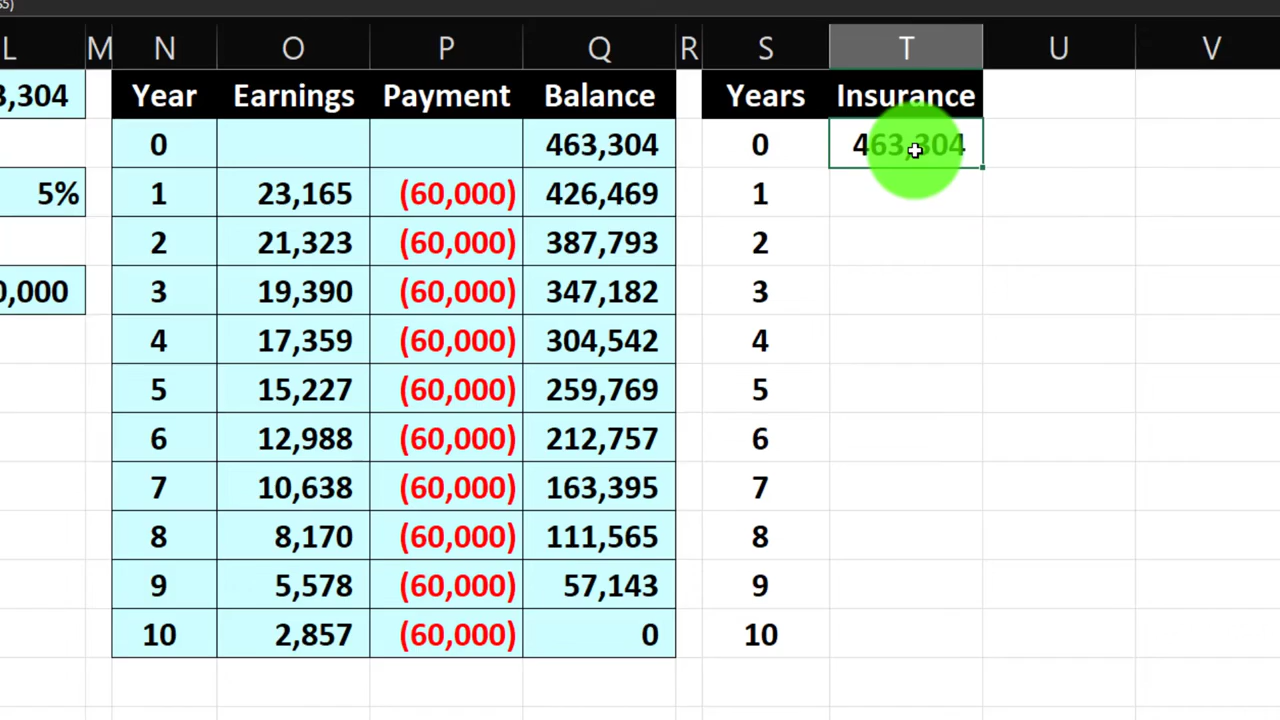 5)
L M N O P Q R S T U V
3,304 Year Earnings Payment Balance Years Insurance
0 463,304 0 463,304
5% 1 23,165 (60,000) 426,469 1
2 21,323 (60,000) 387,793 2
0,000 3 19,390 (60,000) 347,182 3
4 17,359 (60,000) 304,542 4
5 15,227 (60,000) 259,769 5
6 12,988 (60,000) 212,757 6
7 10,638 (60,000) 163,395 7
8 8,170 (60,000) 111,565 8
9 5,578 (60,000) 57,143 9
10 2,857 (60,000) 0 10